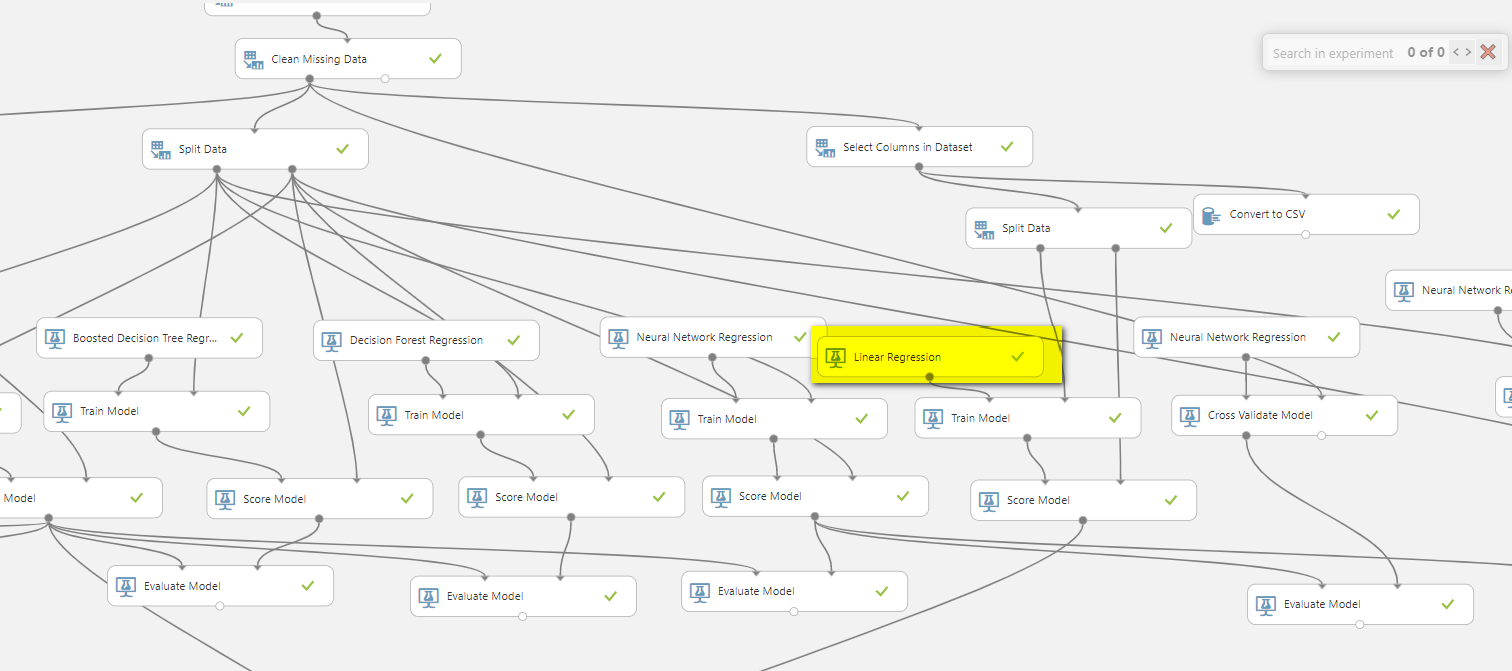 Search in experiment 0 of 0 < >
Clean Missing Data
Split Data
Select Columns in Dataset
Convert to CSV
Split Data
Neural Network Re
Boosted Decision Tree Regr...
Decision Forest Regression
Neural Network Regression
Linear Regression
Neural Network Regression
Train Model
Train Model
Train Model
Train Model
Cross Validate Model
Model
Score Model
Score Model
Score Model
Score Model
Evaluate Model
Evaluate Model
Evaluate Model
Evaluate Model